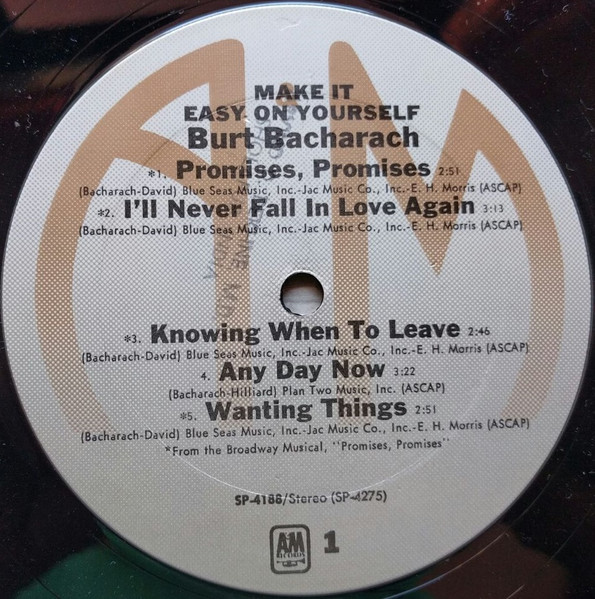 MAKE IT
EASY ON YOURSELF
Burt Bacharach
*1. Promises, Promises 2:51
(Bacharach-David) Blue Seas Music, Inc.-Jac Music Co., Inc.-E. H. Morris (ASCAP)
*2. I'll Never Fall In Love Again 3:13
(Bacharach-David) Blue Seas Music, Inc.-Jac Music Co., Inc.-E. H. Morris (ASCAP)
*3. Knowing When To Leave 2:46
(Bacharach-David) Blue Seas Music, Inc.-Jac Music Co., Inc.-E. H. Morris (ASCAP)
4. Any Day Now 3:22
(Bacharach-Hilliard) Plan Two Music, Inc. (ASCAP)
*5. Wanting Things 2:51
(Bacharach-David) Blue Seas Music, Inc.-Jac Music Co., Inc.-E. H. Morris (ASCAP)
*From the Broadway Musical, "Promises, Promises"
SP-4188/Stereo (SP-4275)
A&M
RECORDS
1